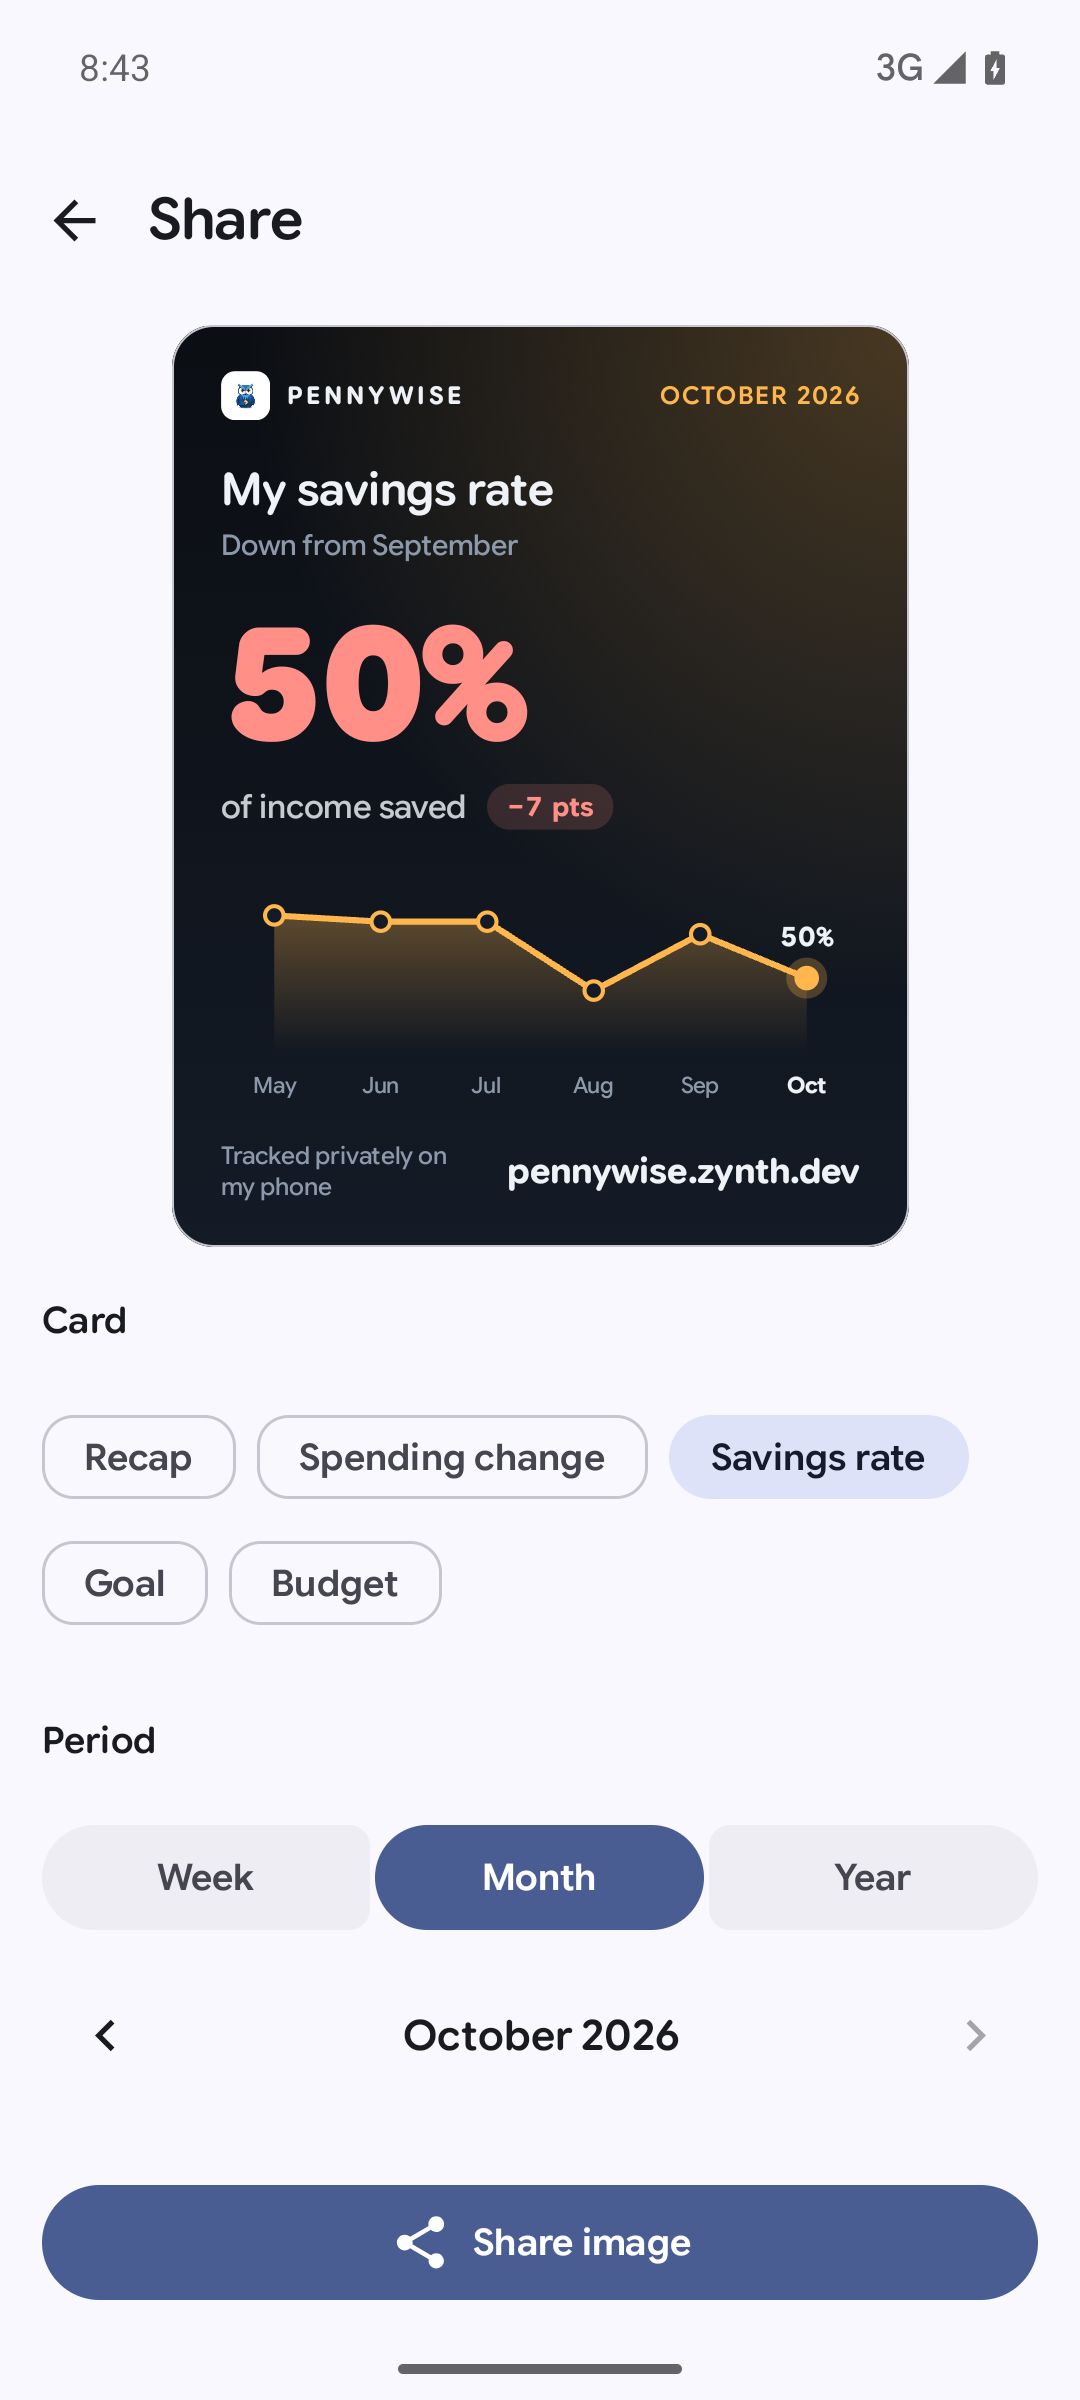 8:43
3G
Share
PENNYWISE
OCTOBER 2026
My savings rate
Down from September
50%
of income saved
−7 pts
50%
May Jun Jul Aug Sep Oct
Tracked privately on
my phone
pennywise.zynth.dev
Card
Recap
Spending change
Savings rate
Goal
Budget
Period
Week
Month
Year
October 2026
Share image